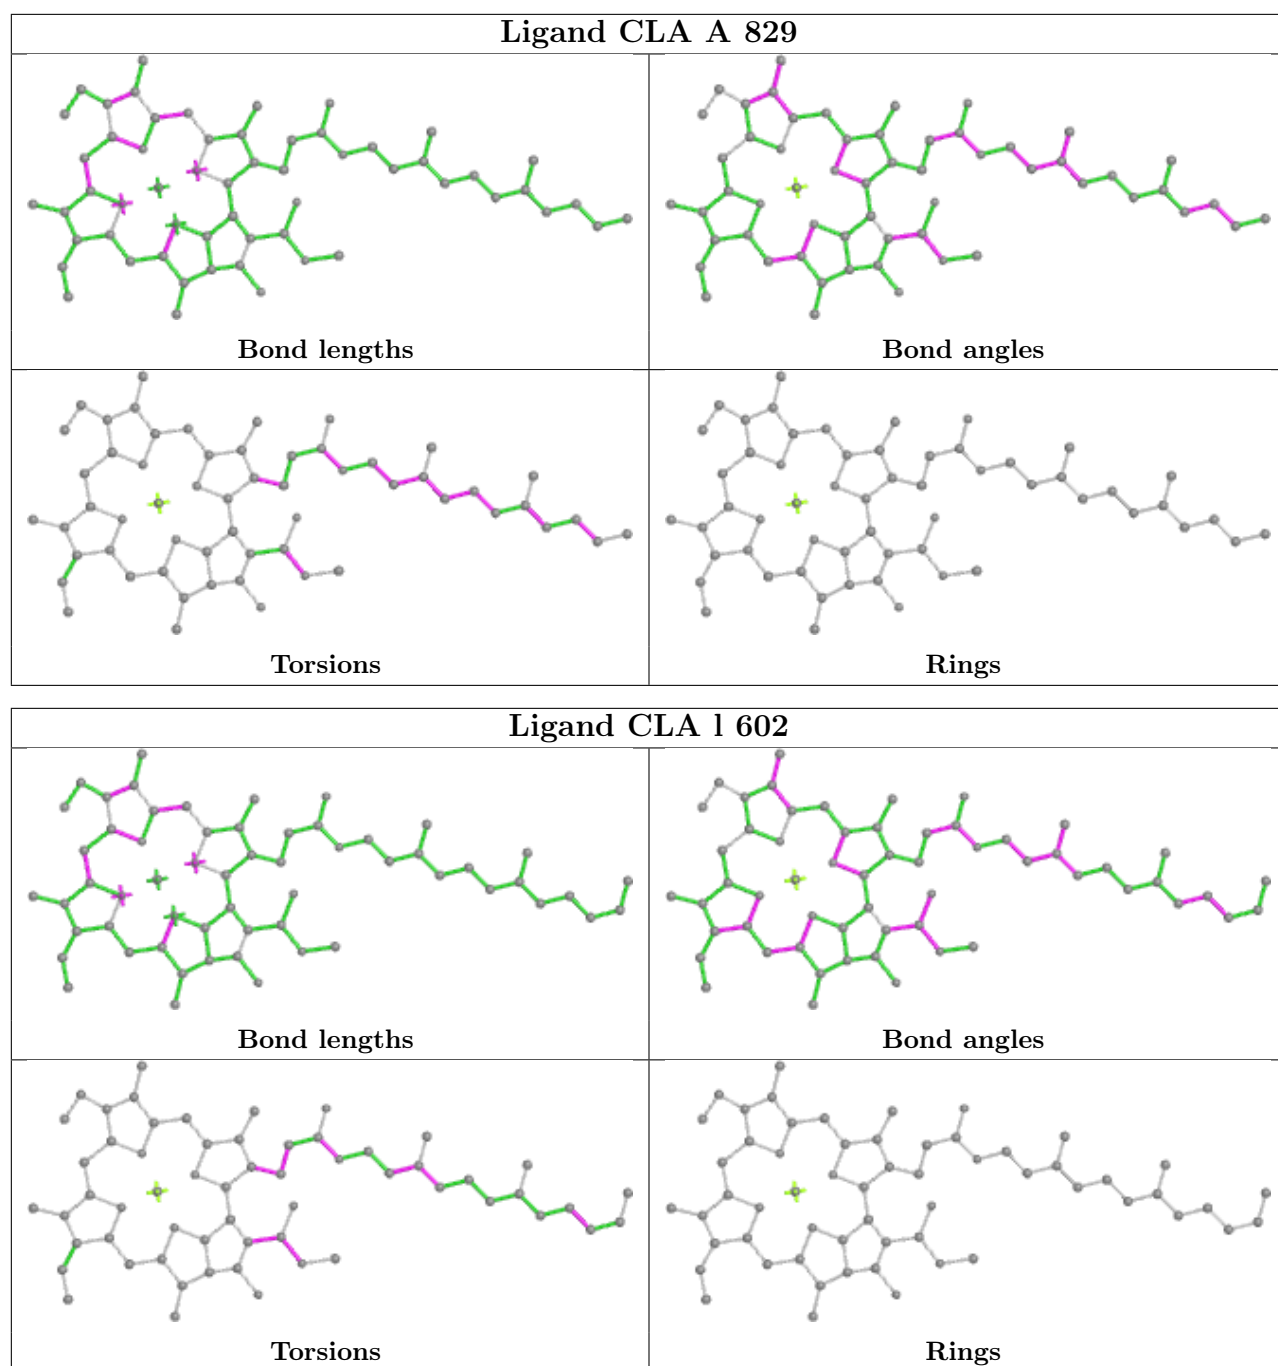 Ligand CLA A 829
Bond lengths
Bond angles
Torsions
Rings
Ligand CLA l 602
Bond lengths
Bond angles
Torsions
Rings